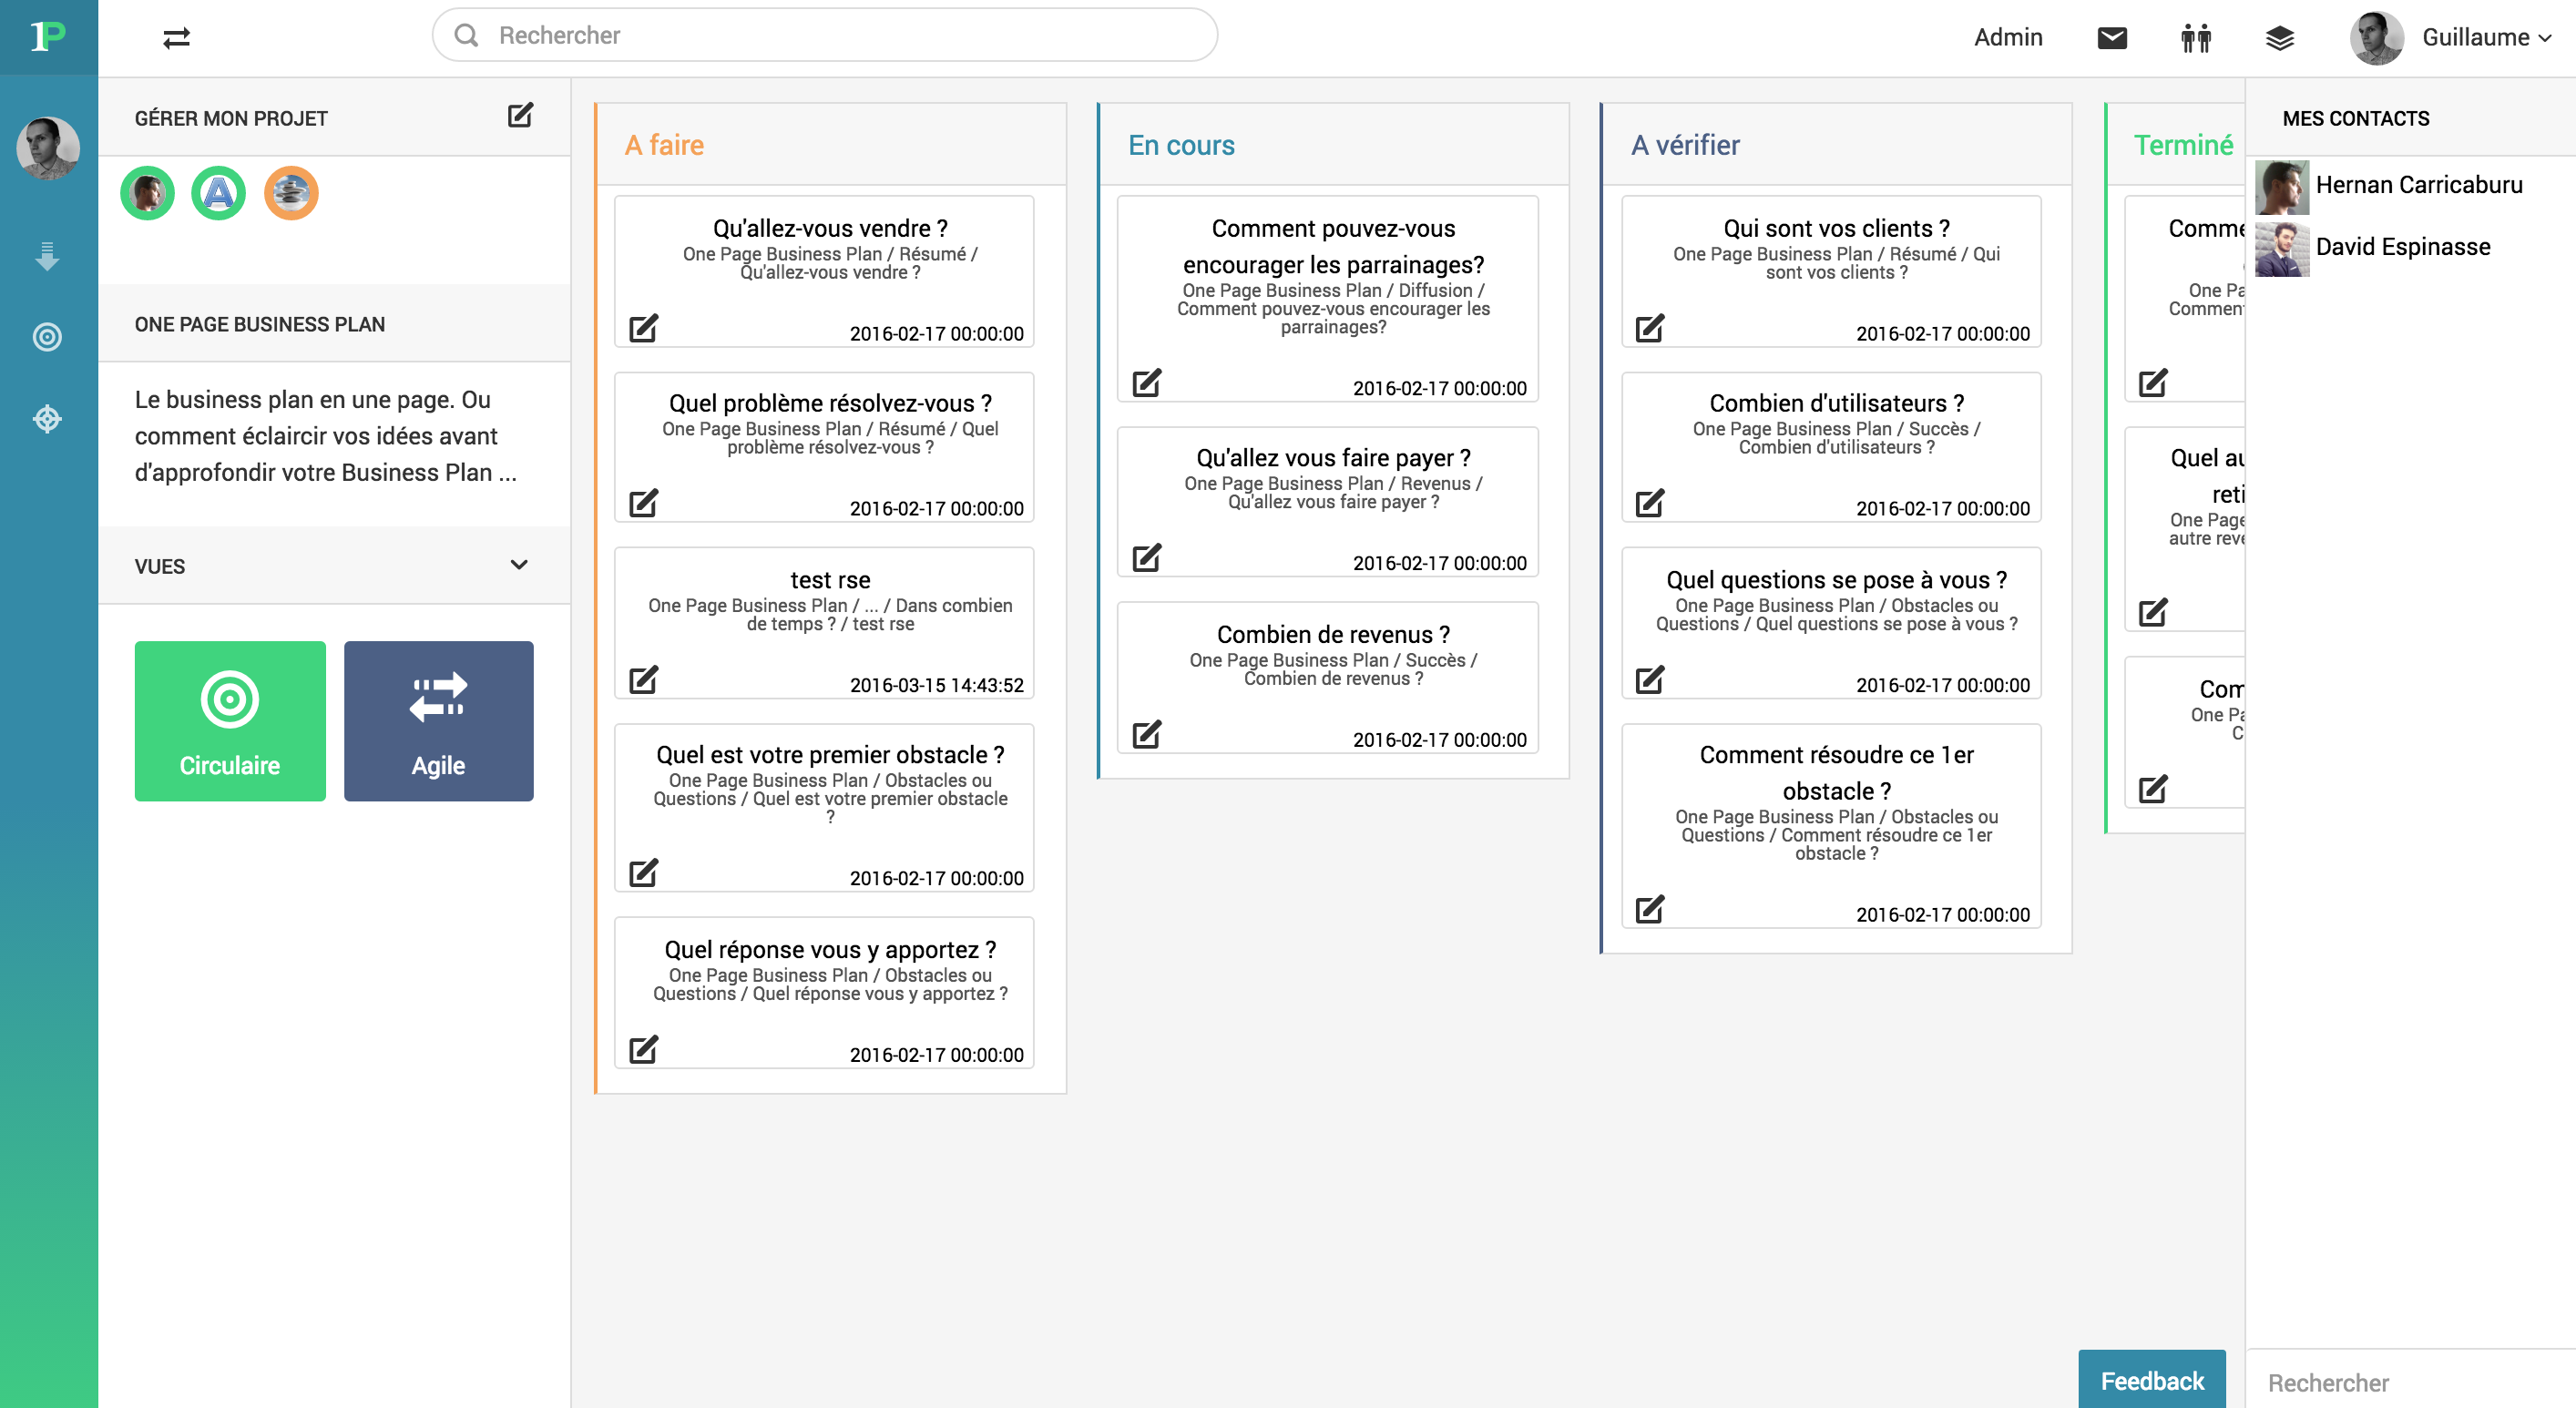 1P
Rechercher
Admin
Guillaume
GÉRER MON PROJET
ONE PAGE BUSINESS PLAN
Le business plan en une page. Ou
comment éclaircir vos idées avant
d'approfondir votre Business Plan ...
VUES
Circulaire
Agile
A faire
Qu'allez-vous vendre ?
One Page Business Plan / Résumé /
Qu'allez-vous vendre ?
2016-02-17 00:00:00
Quel problème résolvez-vous ?
One Page Business Plan / Résumé / Quel
problème résolvez-vous ?
2016-02-17 00:00:00
test rse
One Page Business Plan / ... / Dans combien
de temps ? / test rse
2016-03-15 14:43:52
Quel est votre premier obstacle ?
One Page Business Plan / Obstacles ou
Questions / Quel est votre premier obstacle
?
2016-02-17 00:00:00
Quel réponse vous y apportez ?
One Page Business Plan / Obstacles ou
Questions / Quel réponse vous y apportez ?
2016-02-17 00:00:00
En cours
Comment pouvez-vous
encourager les parrainages?
One Page Business Plan / Diffusion /
Comment pouvez-vous encourager les
parrainages?
2016-02-17 00:00:00
Qu'allez vous faire payer ?
One Page Business Plan / Revenus /
Qu'allez vous faire payer ?
2016-02-17 00:00:00
Combien de revenus ?
One Page Business Plan / Succès /
Combien de revenus ?
2016-02-17 00:00:00
A vérifier
Qui sont vos clients ?
One Page Business Plan / Résumé / Qui
sont vos clients ?
2016-02-17 00:00:00
Combien d'utilisateurs ?
One Page Business Plan / Succès /
Combien d'utilisateurs ?
2016-02-17 00:00:00
Quel questions se pose à vous ?
One Page Business Plan / Obstacles ou
Questions / Quel questions se pose à vous ?
2016-02-17 00:00:00
Comment résoudre ce 1er
obstacle ?
One Page Business Plan / Obstacles ou
Questions / Comment résoudre ce 1er
obstacle ?
2016-02-17 00:00:00
Terminé
One
Quel
One Page
autre
One
MES CONTACTS
Hernan Carricaburu
David Espinasse
Feedback
Rechercher